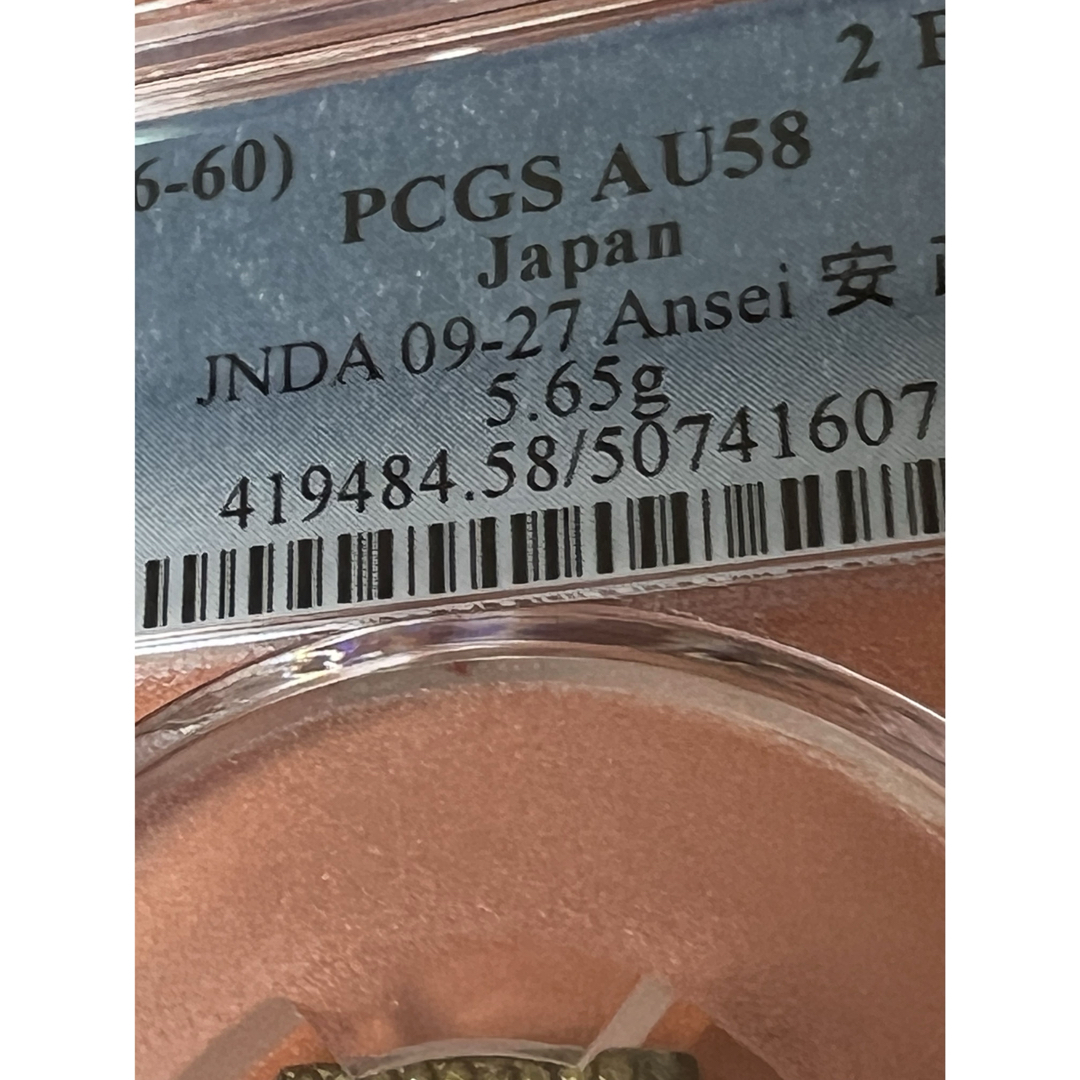 6-60) 2
PCGS AU58
Japan
JNDA 09-27 Ansei 安
5.65g
419484.58/50741607